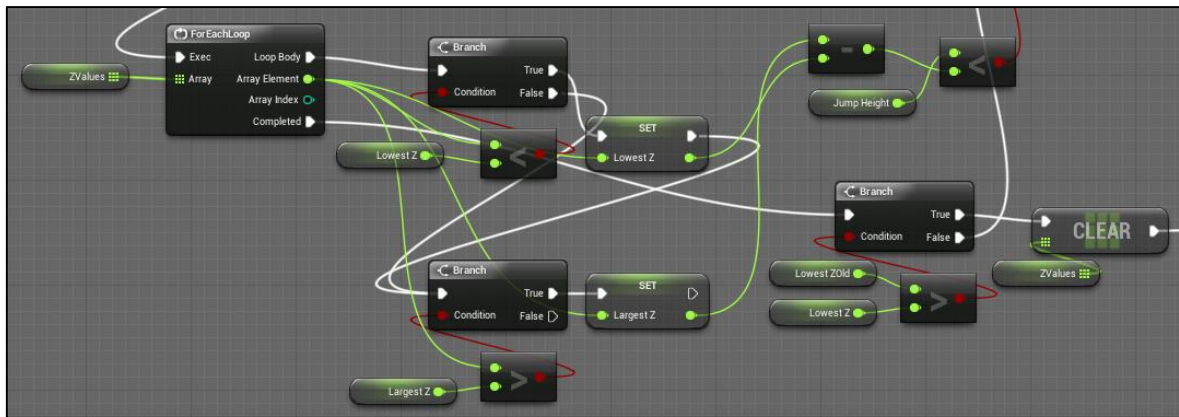 ForEachLoop
Exec
Loop Body
ZValues
Array
Array Element
Array Index
Completed
Branch
True
False
Condition
Lowest Z
<
SET
Lowest Z
-
<
Jump Height
Branch
True
False
Condition
CLEAR
ZValues
Lowest ZOld
Lowest Z
>
Branch
True
Condition
False
SET
Largest Z
Largest Z
>